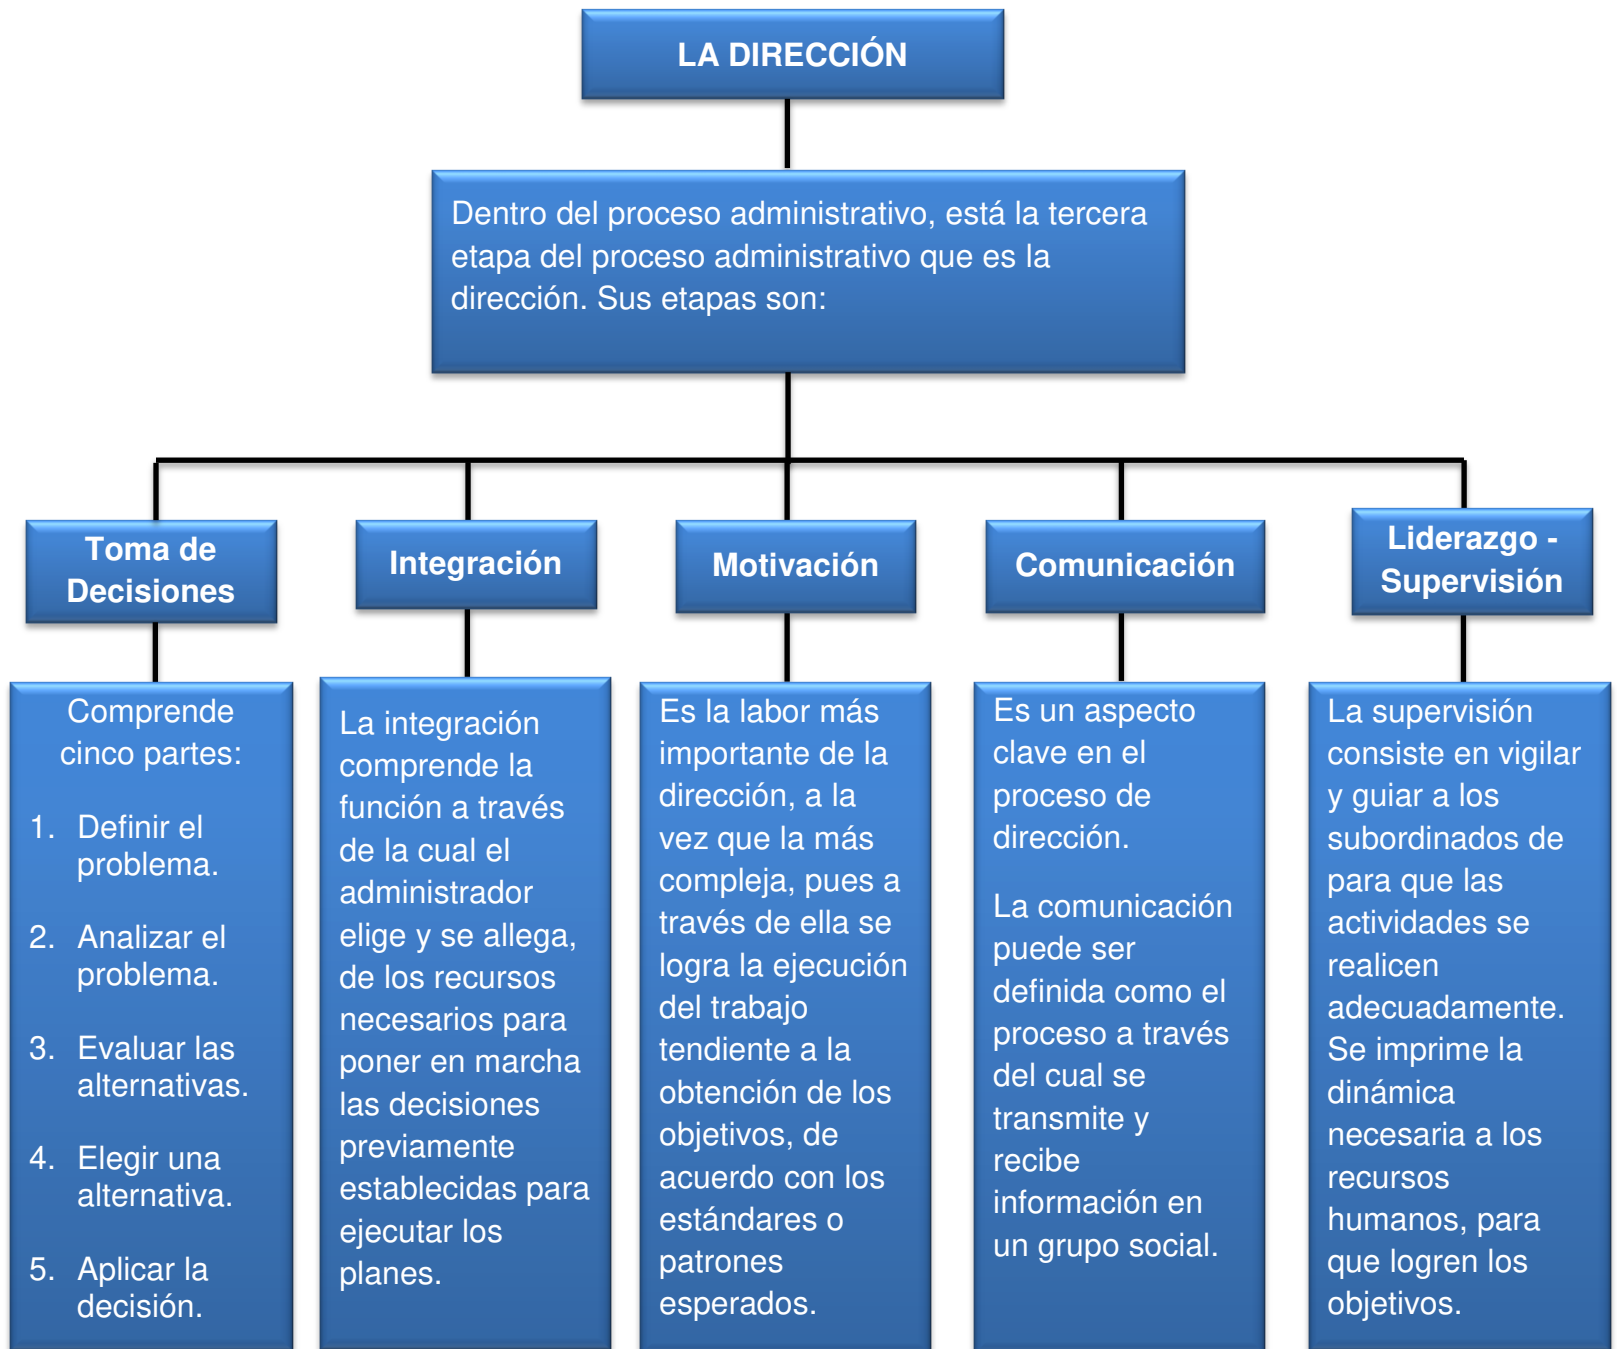 LA DIRECCIÓN
Dentro del proceso administrativo, está la tercera
etapa del proceso administrativo que es la
dirección. Sus etapas son:
Toma de
Decisiones
Integración
Motivación
Comunicación
Liderazgo -
Supervisión
Comprende
cinco partes:
1. Definir el
problema.
2. Analizar el
problema.
3. Evaluar las
alternativas.
4. Elegir una
alternativa.
5. Aplicar la
decisión.
La integración
comprende la
función a través
de la cual el
administrador
elige y se allega,
de los recursos
necesarios para
poner en marcha
las decisiones
previamente
establecidas para
ejecutar los
planes.
Es la labor más
importante de la
dirección, a la
vez que la más
compleja, pues a
través de ella se
logra la ejecución
del trabajo
tendiente a la
obtención de los
objetivos, de
acuerdo con los
estándares o
patrones
esperados.
Es un aspecto
clave en el
proceso de
dirección.
La comunicación
puede ser
definida como el
proceso a través
del cual se
transmite y
recibe
información en
un grupo social.
La supervisión
consiste en vigilar
y guiar a los
subordinados de
para que las
actividades se
realicen
adecuadamente.
Se imprime la
dinámica
necesaria a los
recursos
humanos, para
que logren los
objetivos.